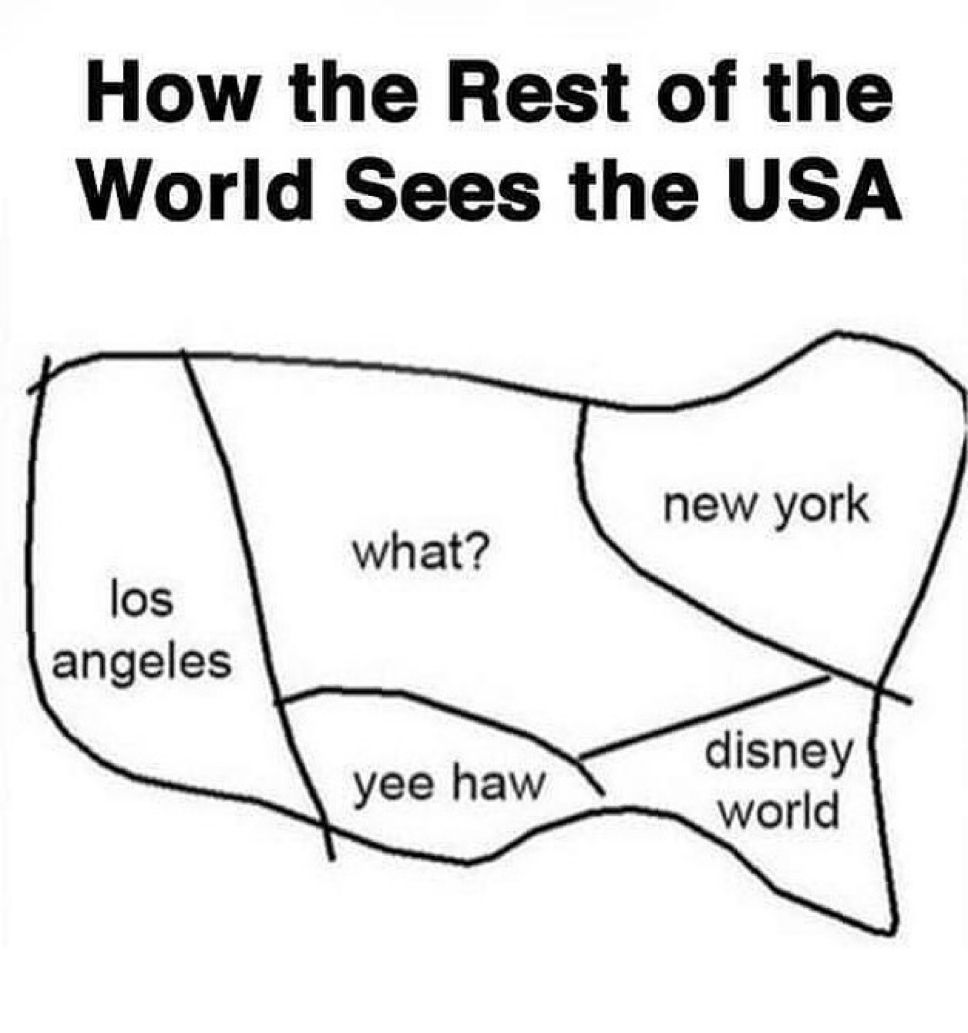 How the Rest of the
World Sees the USA
new york
what?
los
angeles
disney
world
yee haw